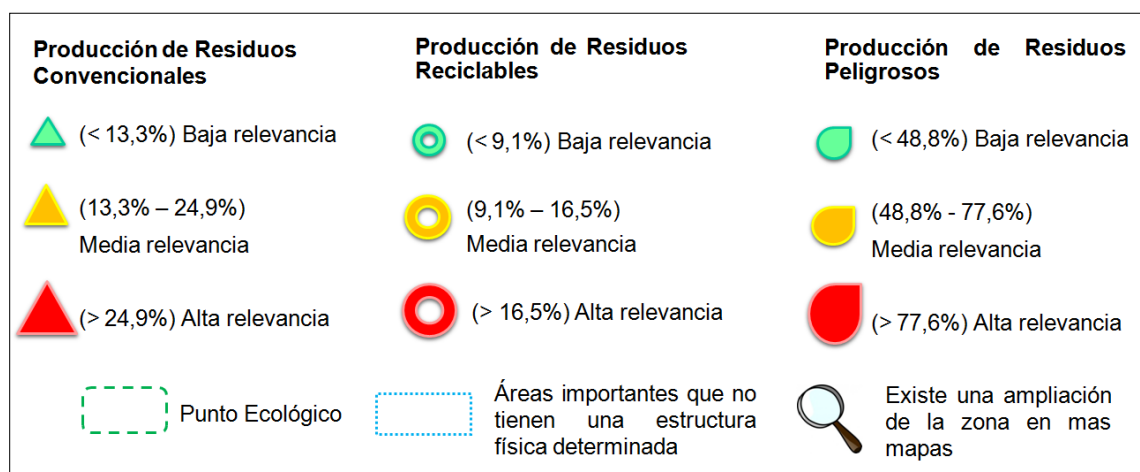 Producción de Residuos
Convencionales
(< 13,3%) Baja relevancia
(13,3% – 24,9%)
Media relevancia
(> 24,9%) Alta relevancia
Producción de Residuos
Reciclables
(< 9,1%) Baja relevancia
(9,1% – 16,5%)
Media relevancia
(> 16,5%) Alta relevancia
Producción de Residuos
Peligrosos
(< 48,8%) Baja relevancia
(48,8% - 77,6%)
Media relevancia
(> 77,6%) Alta relevancia
Punto Ecológico
Áreas importantes que no
tienen una estructura
física determinada
Existe una ampliación
de la zona en mas
mapas